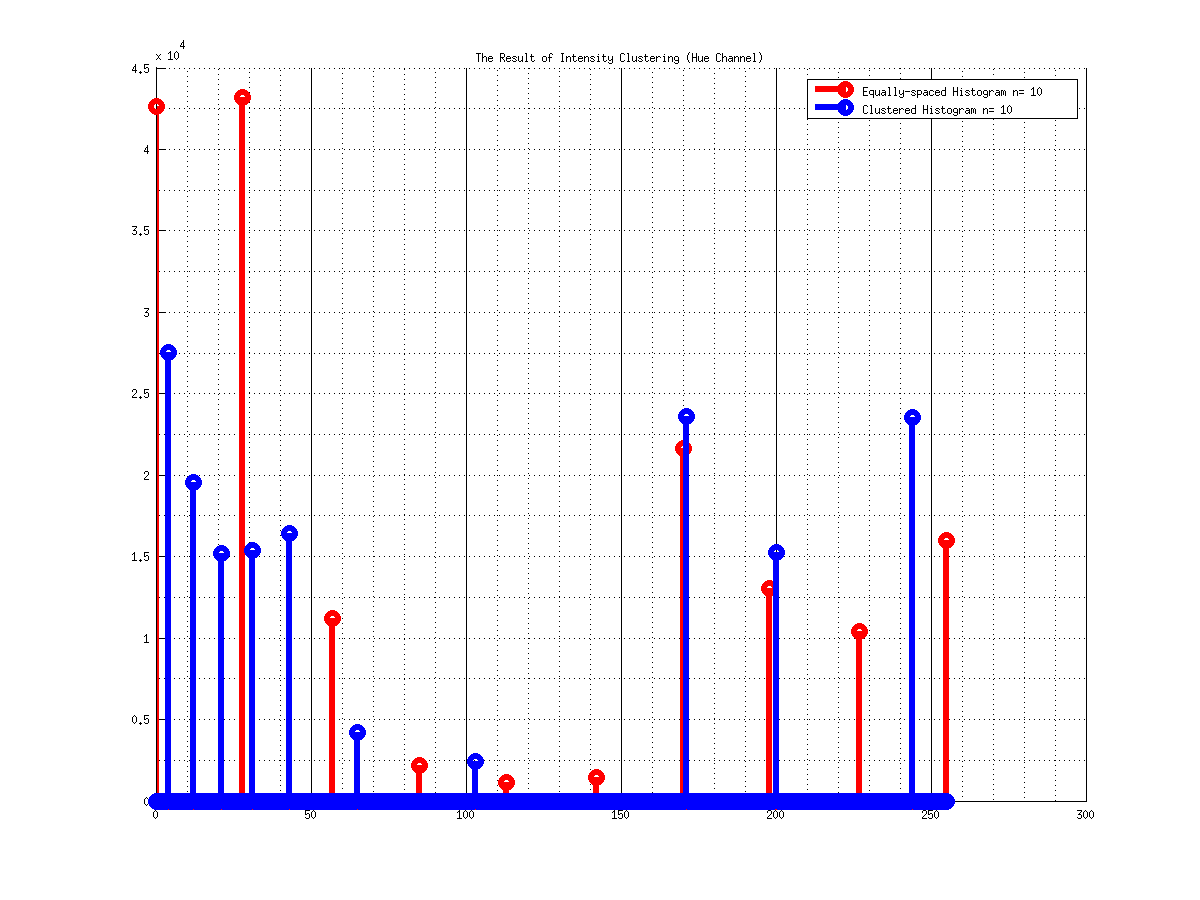 x 10
4
The Result of Intensity Clustering (Hue Channel)
4.5
Equally-spaced Histogram n= 10
Clustered Histogram n= 10
4
3.5
3
2.5
2
1.5
1
0.5
0
0 50 100 150 200 250 300